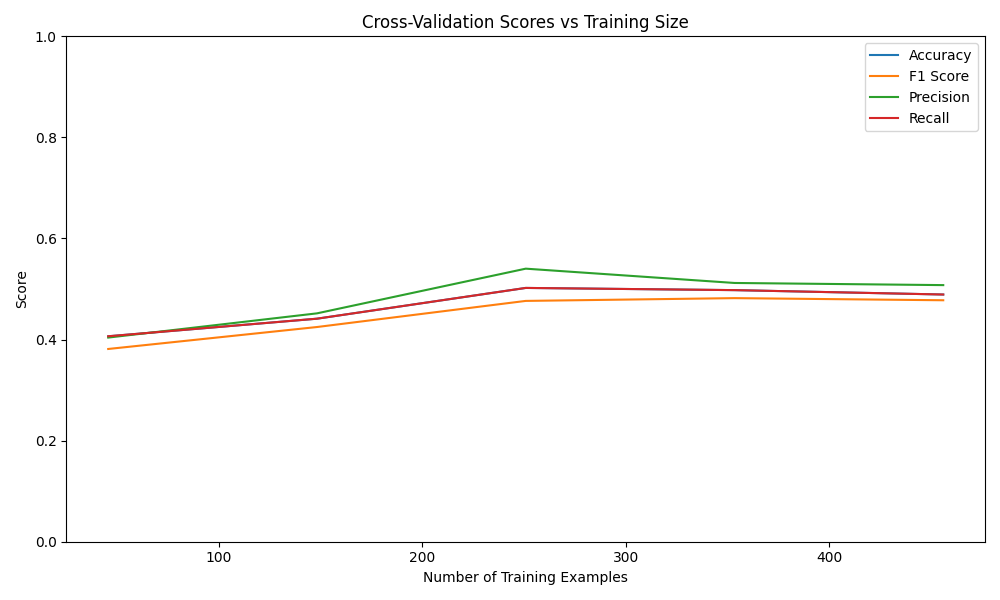 Cross-Validation Scores vs Training Size
1.0
0.8
0.6
0.4
0.2
0.0
Score
Accuracy
F1 Score
Precision
Recall
100
200
300
400
Number of Training Examples